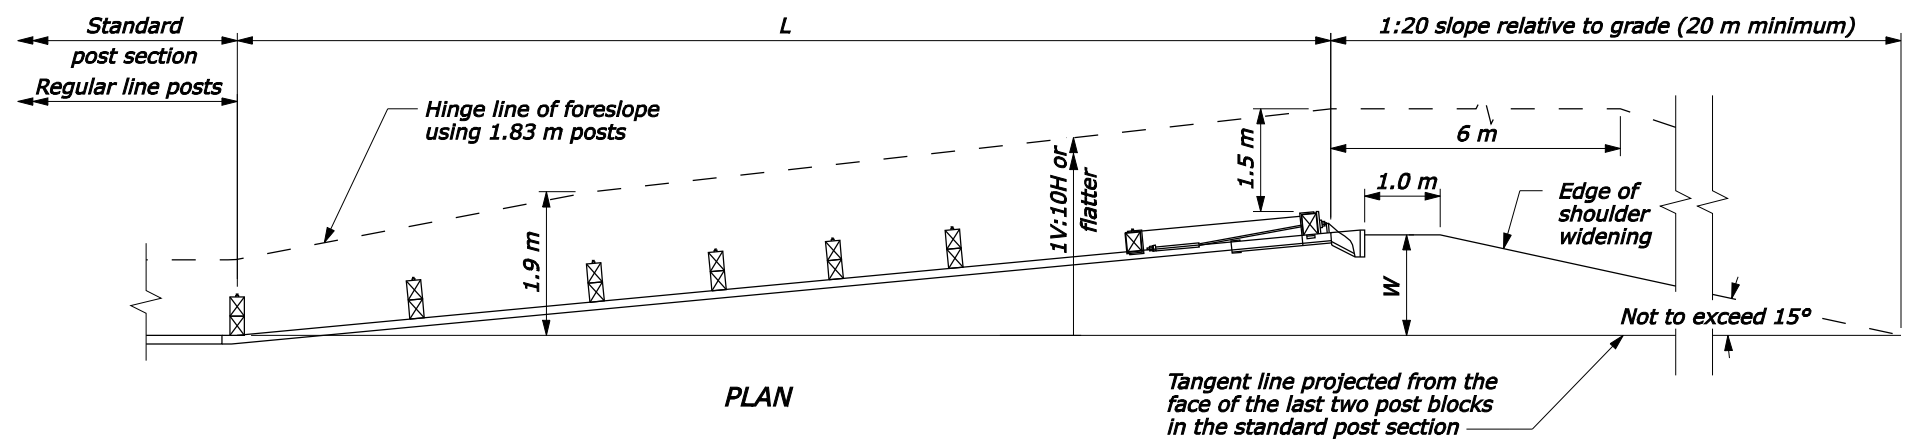 Standard
post section
Regular line posts
L
1:20 slope relative to grade (20 m minimum)
Hinge line of foreslope
using 1.83 m posts
1.9 m
1V:10H or
flatter
1.5 m
6 m
1.0 m
Edge of
shoulder
widening
W
Not to exceed 15°
Tangent line projected from the
face of the last two post blocks
in the standard post section
PLAN